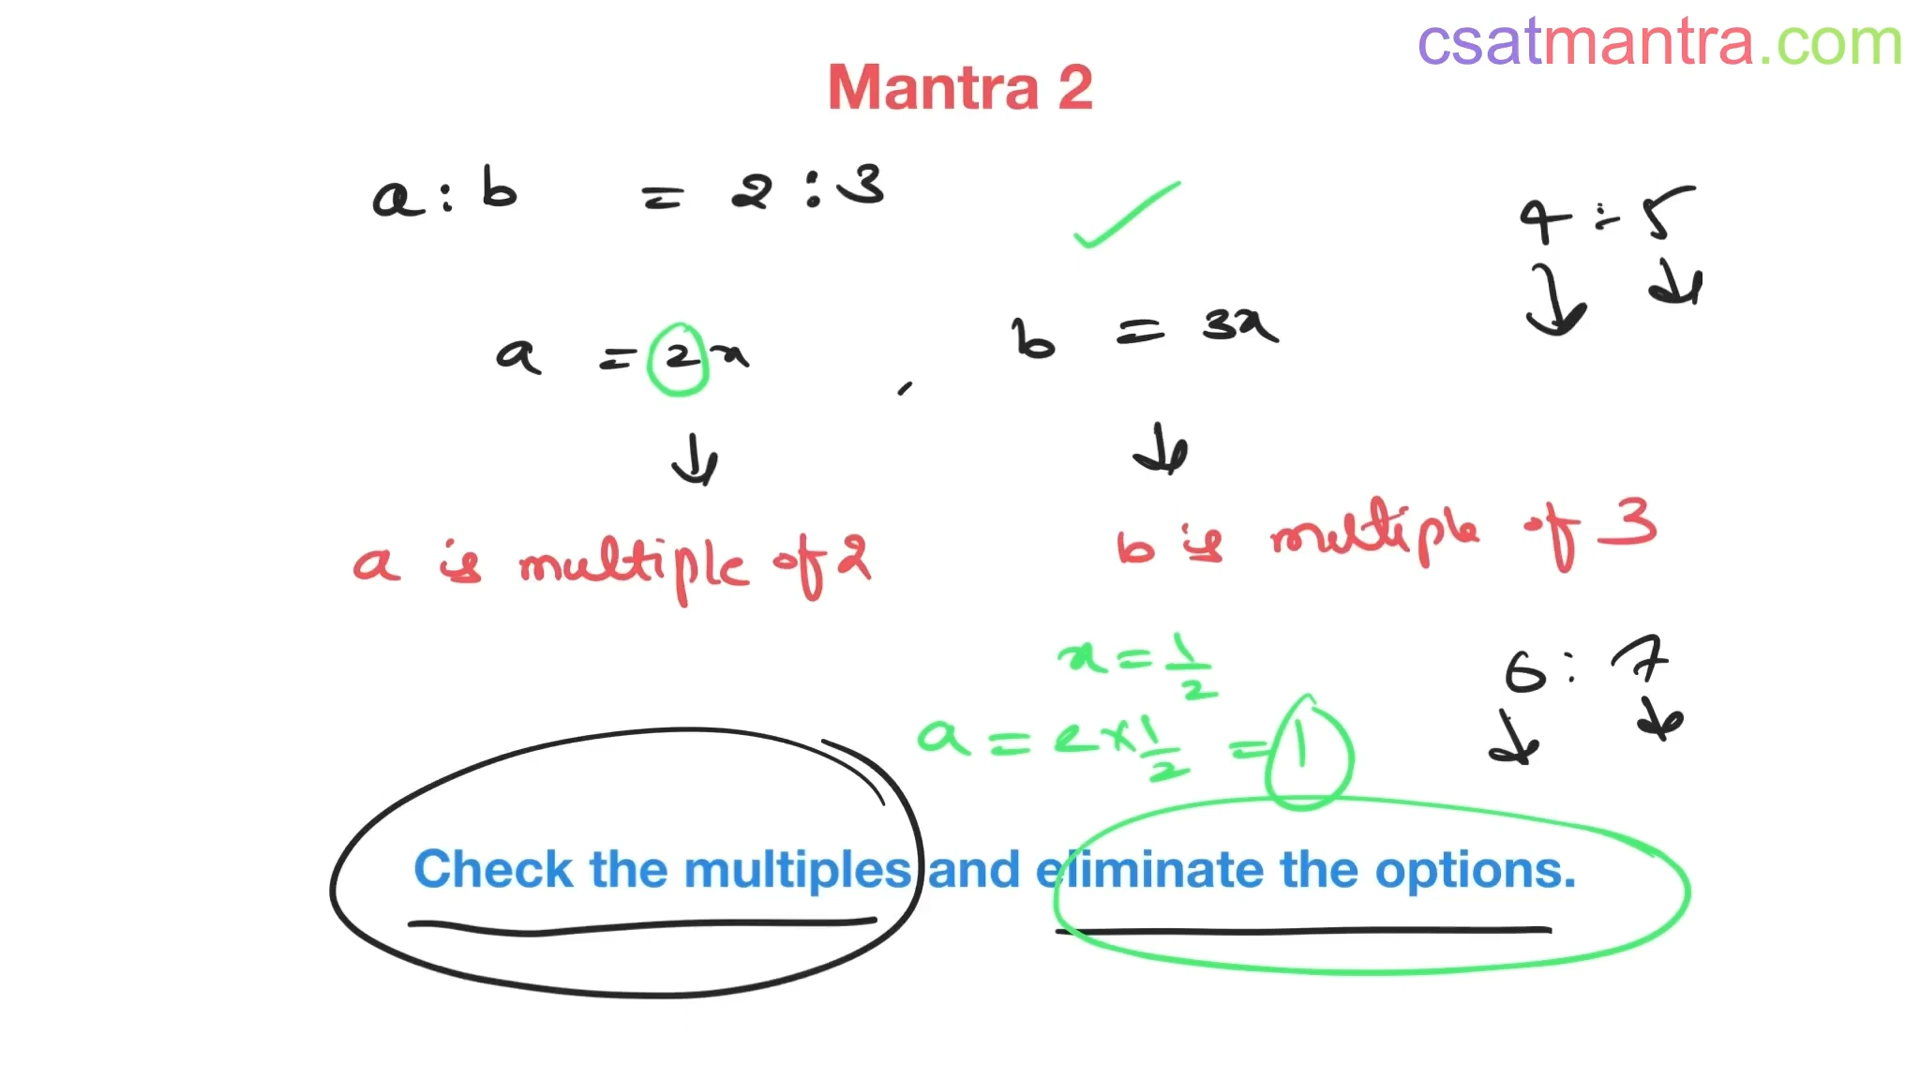 csatmantra.com
Mantra 2
a : b = 2 : 3
4 : 5
a = 2x , b = 3x
a is multiple of 2
b is multiple of 3
x = 1/2
6 : 7
a = 2 × 1/2 = 1
Check the multiples and eliminate the options.